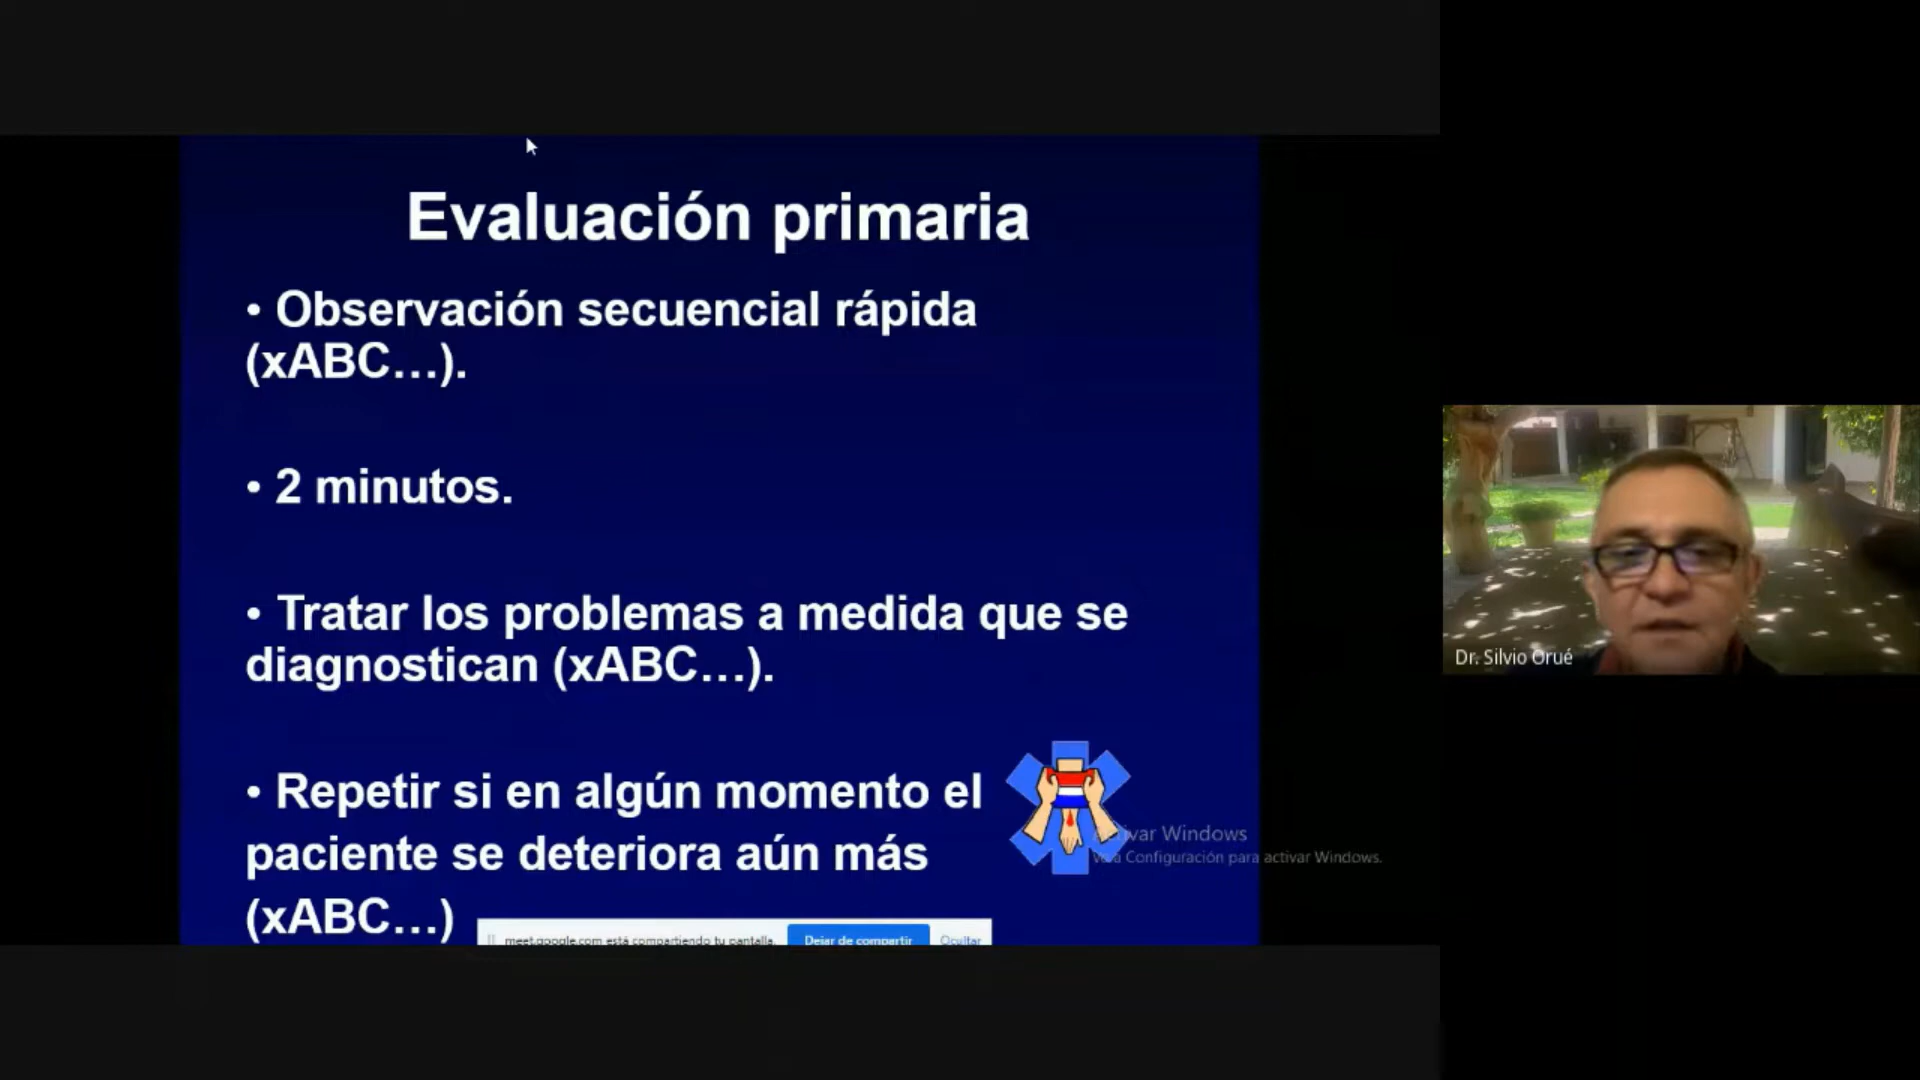 Evaluación primaria
• Observación secuencial rápida
(xABC...).
• 2 minutos.
• Tratar los problemas a medida que se
diagnostican (xABC...).
• Repetir si en algún momento el
paciente se deteriora aún más
(xABC...)
meet.google.com está compartiendo tu pantalla.
Dejar de compartir
Ocultar
Windows
Configuración para activar Windows.
Dr. Silvio Orué